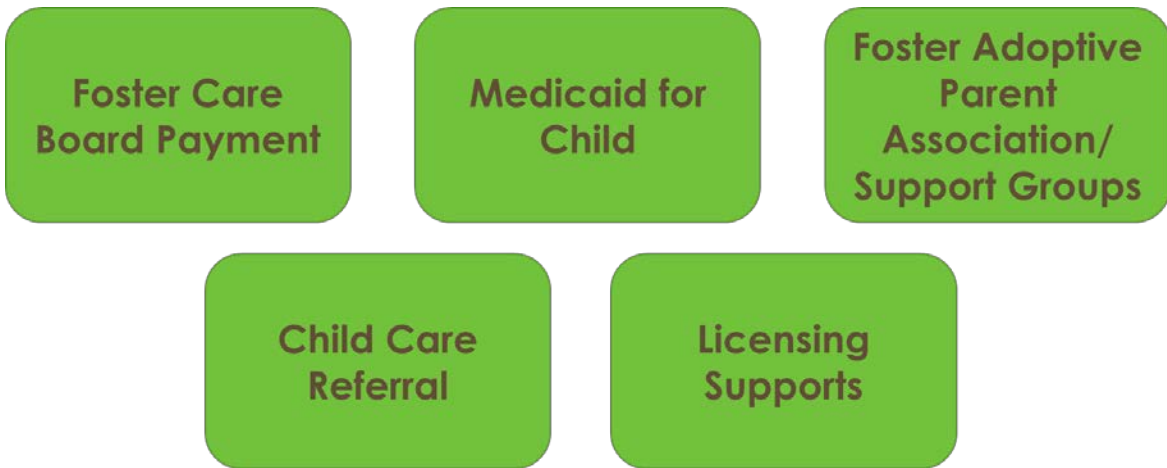 Foster Care
Board Payment
Medicaid for
Child
Foster Adoptive
Parent
Association/
Support Groups
Child Care
Referral
Licensing
Supports